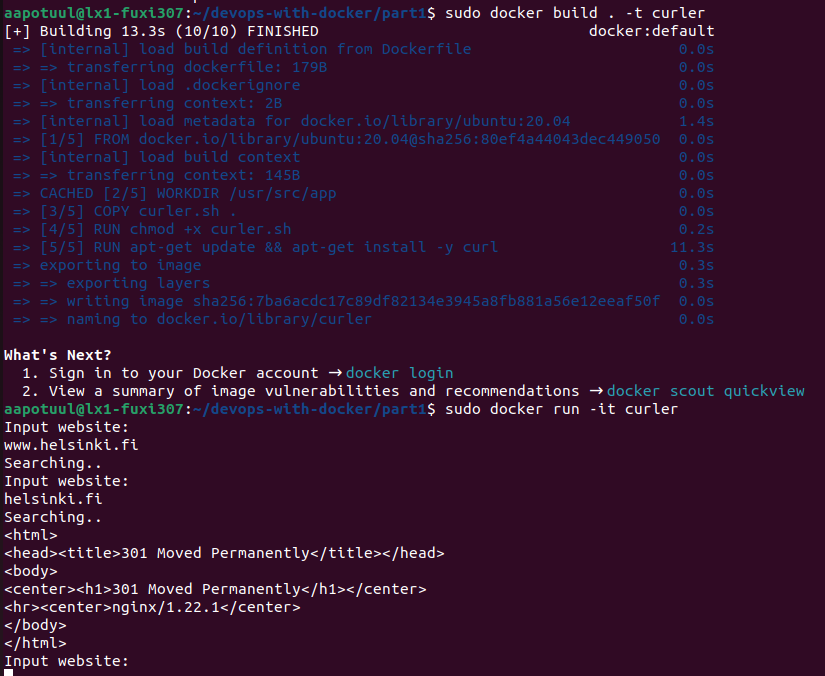 aapotuul@lx1-fuxi307:~/devops-with-docker/part1$ sudo docker build . -t curler
[+] Building 13.3s (10/10) FINISHED docker:default
=> [internal] load build definition from Dockerfile 0.0s
=> => transferring dockerfile: 179B 0.0s
=> [internal] load .dockerignore 0.0s
=> => transferring context: 2B 0.0s
=> [internal] load metadata for docker.io/library/ubuntu:20.04 1.4s
=> [1/5] FROM docker.io/library/ubuntu:20.04@sha256:80ef4a44043dec449050 0.0s
=> [internal] load build context 0.0s
=> => transferring context: 145B 0.0s
=> CACHED [2/5] WORKDIR /usr/src/app 0.0s
=> [3/5] COPY curler.sh . 0.0s
=> [4/5] RUN chmod +x curler.sh 0.2s
=> [5/5] RUN apt-get update && apt-get install -y curl 11.3s
=> exporting to image 0.3s
=> => exporting layers 0.3s
=> => writing image sha256:7ba6acdc17c89df82134e3945a8fb881a56e12eeaf50f 0.0s
=> => naming to docker.io/library/curler 0.0s
What's Next?
1. Sign in to your Docker account → docker login
2. View a summary of image vulnerabilities and recommendations → docker scout quickview
aapotuul@lx1-fuxi307:~/devops-with-docker/part1$ sudo docker run -it curler
Input website:
www.helsinki.fi
Searching..
Input website:
helsinki.fi
Searching..
<html>
<head><title>301 Moved Permanently</title></head>
<body>
<center><h1>301 Moved Permanently</h1></center>
<hr><center>nginx/1.22.1</center>
</body>
</html>
Input website: